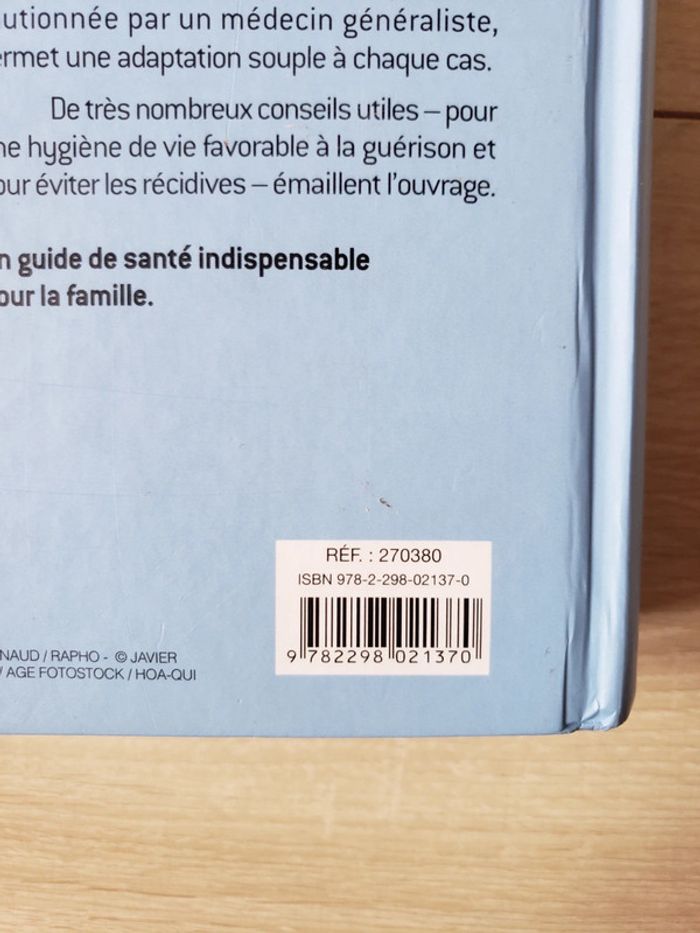 utionnée par un médecin généraliste,
ermet une adaptation souple à chaque cas.
De très nombreux conseils utiles – pour
ne hygiène de vie favorable à la guérison et
our éviter les récidives – émaillent l'ouvrage.
n guide de santé indispensable
our la famille.
RÉF. : 270380
ISBN 978-2-298-02137-0
9 782298 021370
NAUD / RAPHO - © JAVIER
/ AGE FOTOSTOCK / HOA-QUI